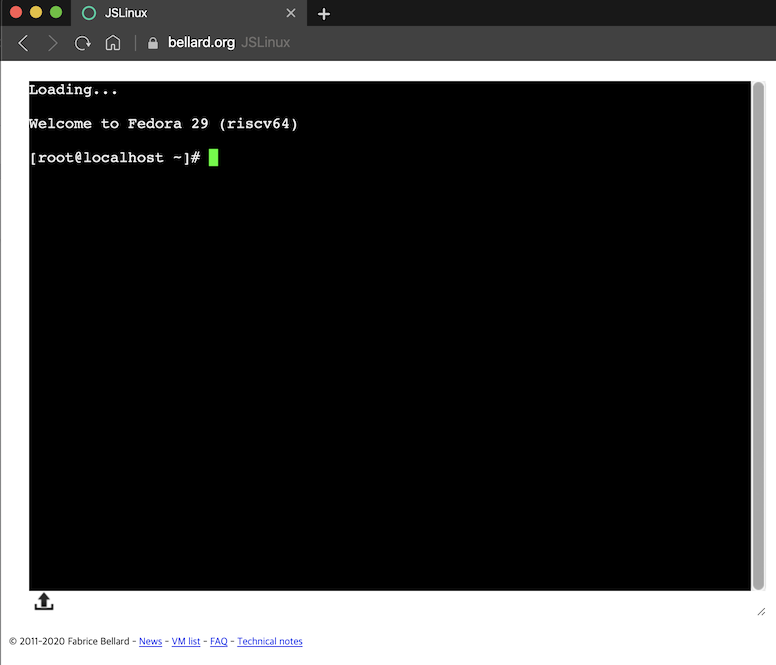 JSLinux
bellard.org JSLinux
Loading...
Welcome to Fedora 29 (riscv64)
[root@localhost ~]#
© 2011-2020 Fabrice Bellard - News - VM list - FAQ - Technical notes